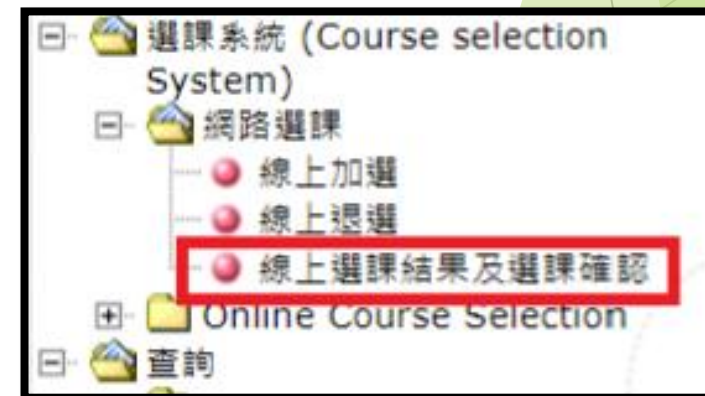 選課系統 (Course selection
System)
網路選課
線上加選
線上退選
線上選課結果及選課確認
Online Course Selection
查詢